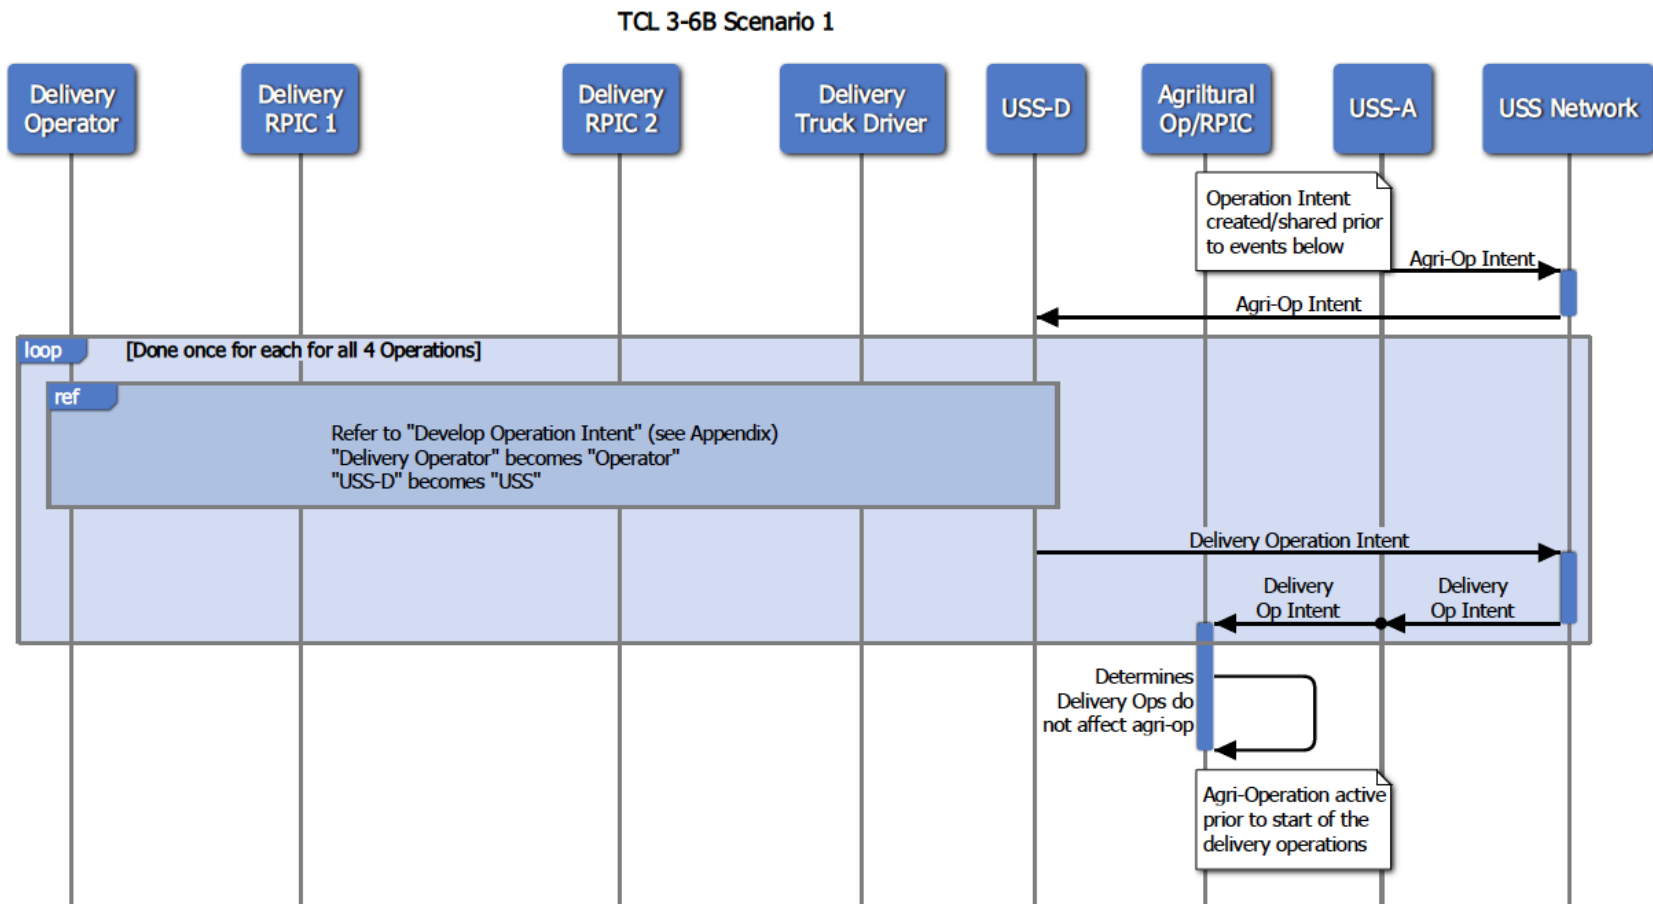 TCL 3-6B Scenario 1
Delivery
Operator
Delivery
RPIC 1
Delivery
RPIC 2
Delivery
Truck Driver
USS-D
Agriltural
Op/RPIC
USS-A
USS Network
Operation Intent
created/shared prior
to events below
Agri-Op Intent
Agri-Op Intent
loop
[Done once for each for all 4 Operations]
ref
Refer to "Develop Operation Intent" (see Appendix)
"Delivery Operator" becomes "Operator"
"USS-D" becomes "USS"
Delivery Operation Intent
Delivery
Op Intent
Delivery
Op Intent
Determines
Delivery Ops do
not affect agri-op
Agri-Operation active
prior to start of the
delivery operations